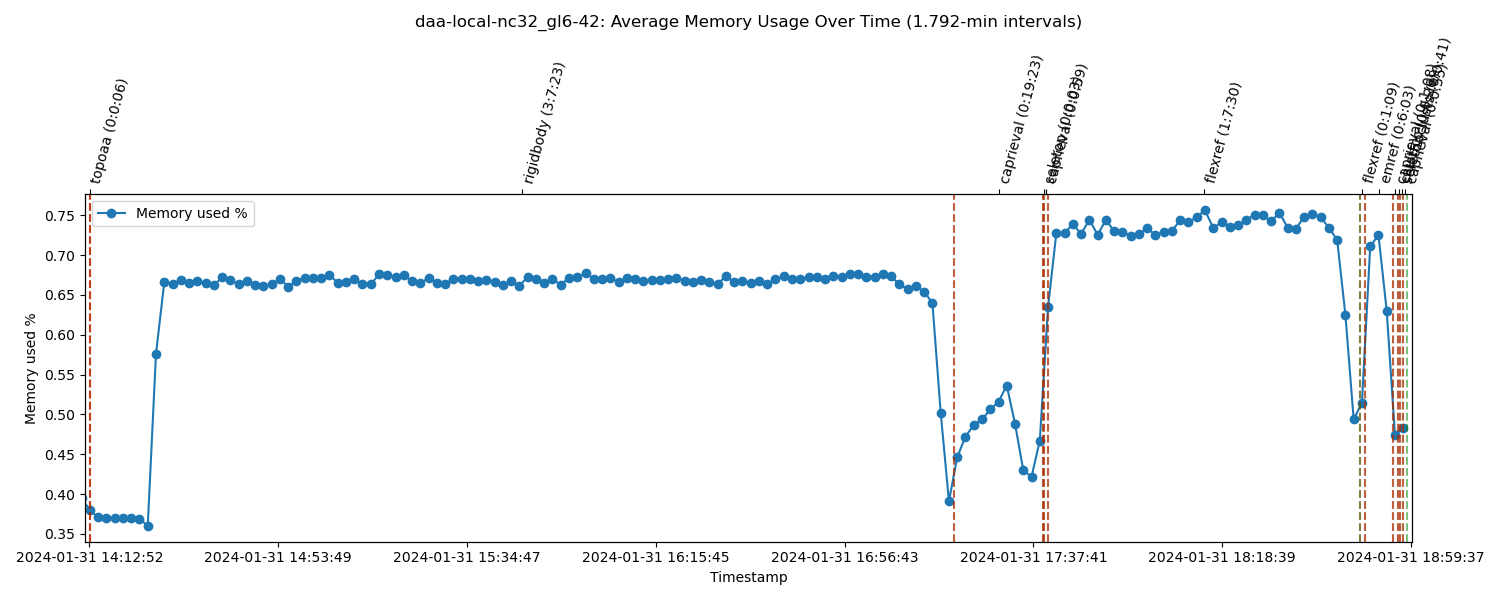 daa-local-nc32_gl6-42: Average Memory Usage Over Time (1.792-min intervals)
topoaa (0:0:06)
rigidbody (3:7:23)
caprieval (0:19:23)
caprieval (0:0:59)
flexref (1:7:30)
flexref (0:1:09)
emref (0:6:03)
Memory used %
0.75
0.70
0.65
0.60
0.55
0.50
0.45
0.40
0.35
Memory used %
2024-01-31 14:12:52
2024-01-31 14:53:49
2024-01-31 15:34:47
2024-01-31 16:15:45
2024-01-31 16:56:43
2024-01-31 17:37:41
2024-01-31 18:18:39
2024-01-31 18:59:37
Timestamp